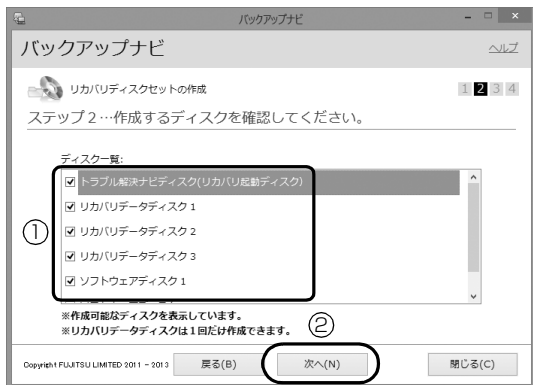 バックアップナビ
バックアップナビ
ヘルプ
リカバリディスクセットの作成
1 2 3 4
ステップ2…作成するディスクを確認してください。
ディスク一覧:
トラブル解決ナビディスク(リカバリ起動ディスク)
リカバリデータディスク1
①
リカバリデータディスク2
リカバリデータディスク3
ソフトウェアディスク1
※作成可能なディスクを表示しています。
※リカバリデータディスクは1回だけ作成できます。
②
Copyright FUJITSU LIMITED 2011 - 2013
戻る(B)
次へ(N)
閉じる(C)